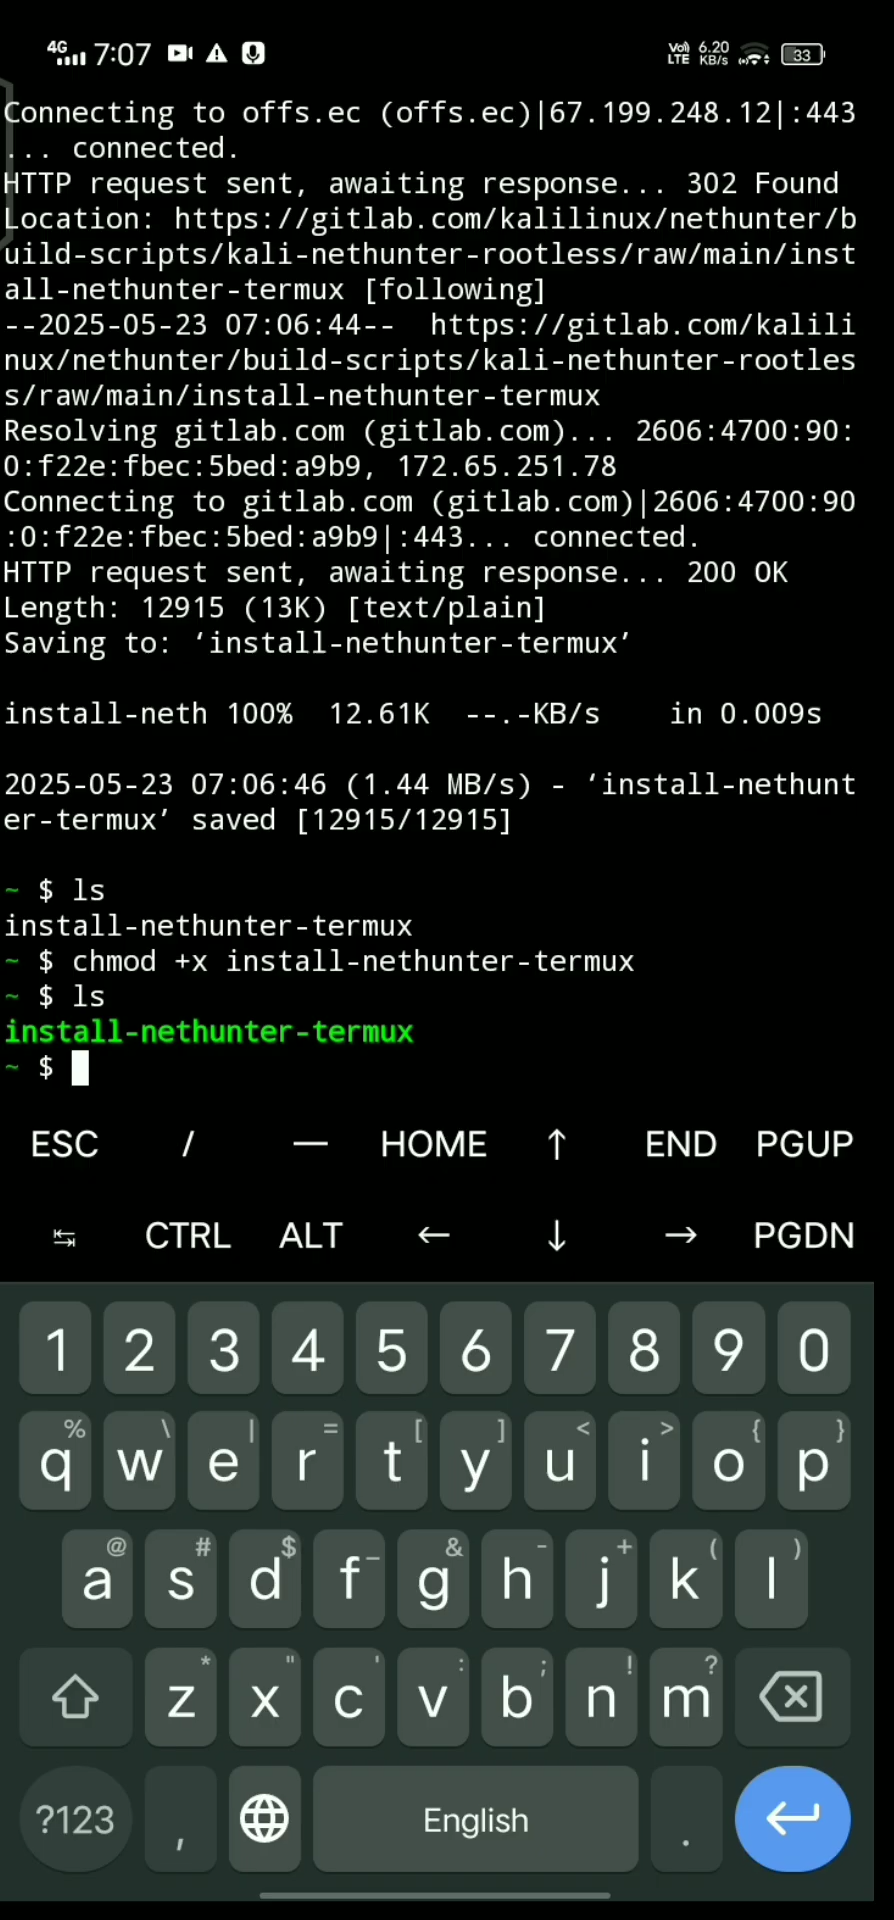 4G 7:07 Vo) LTE 6.20 KB/s 33
Connecting to offs.ec (offs.ec)|67.199.248.12|:443
... connected.
HTTP request sent, awaiting response... 302 Found
Location: https://gitlab.com/kalilinux/nethunter/b
uild-scripts/kali-nethunter-rootless/raw/main/inst
all-nethunter-termux [following]
--2025-05-23 07:06:44--  https://gitlab.com/kalili
nux/nethunter/build-scripts/kali-nethunter-rootles
s/raw/main/install-nethunter-termux
Resolving gitlab.com (gitlab.com)... 2606:4700:90:
0:f22e:fbec:5bed:a9b9, 172.65.251.78
Connecting to gitlab.com (gitlab.com)|2606:4700:90
:0:f22e:fbec:5bed:a9b9|:443... connected.
HTTP request sent, awaiting response... 200 OK
Length: 12915 (13K) [text/plain]
Saving to: ‘install-nethunter-termux’
install-neth 100%  12.61K  --.-KB/s    in 0.009s
2025-05-23 07:06:46 (1.44 MB/s) - ‘install-nethunt
er-termux’ saved [12915/12915]
~ $ ls
install-nethunter-termux
~ $ chmod +x install-nethunter-termux
~ $ ls
install-nethunter-termux
~ $
ESC / — HOME ↑ END PGUP
↹ CTRL ALT ← ↓ → PGDN
1 2 3 4 5 6 7 8 9 0
% \ | = [ ] < > { }
q w e r t y u i o p
@ # $ _ & - + ( )
a s d f g h j k l
* " ' : ; ! ?
z x c v b n m
?123 , English .